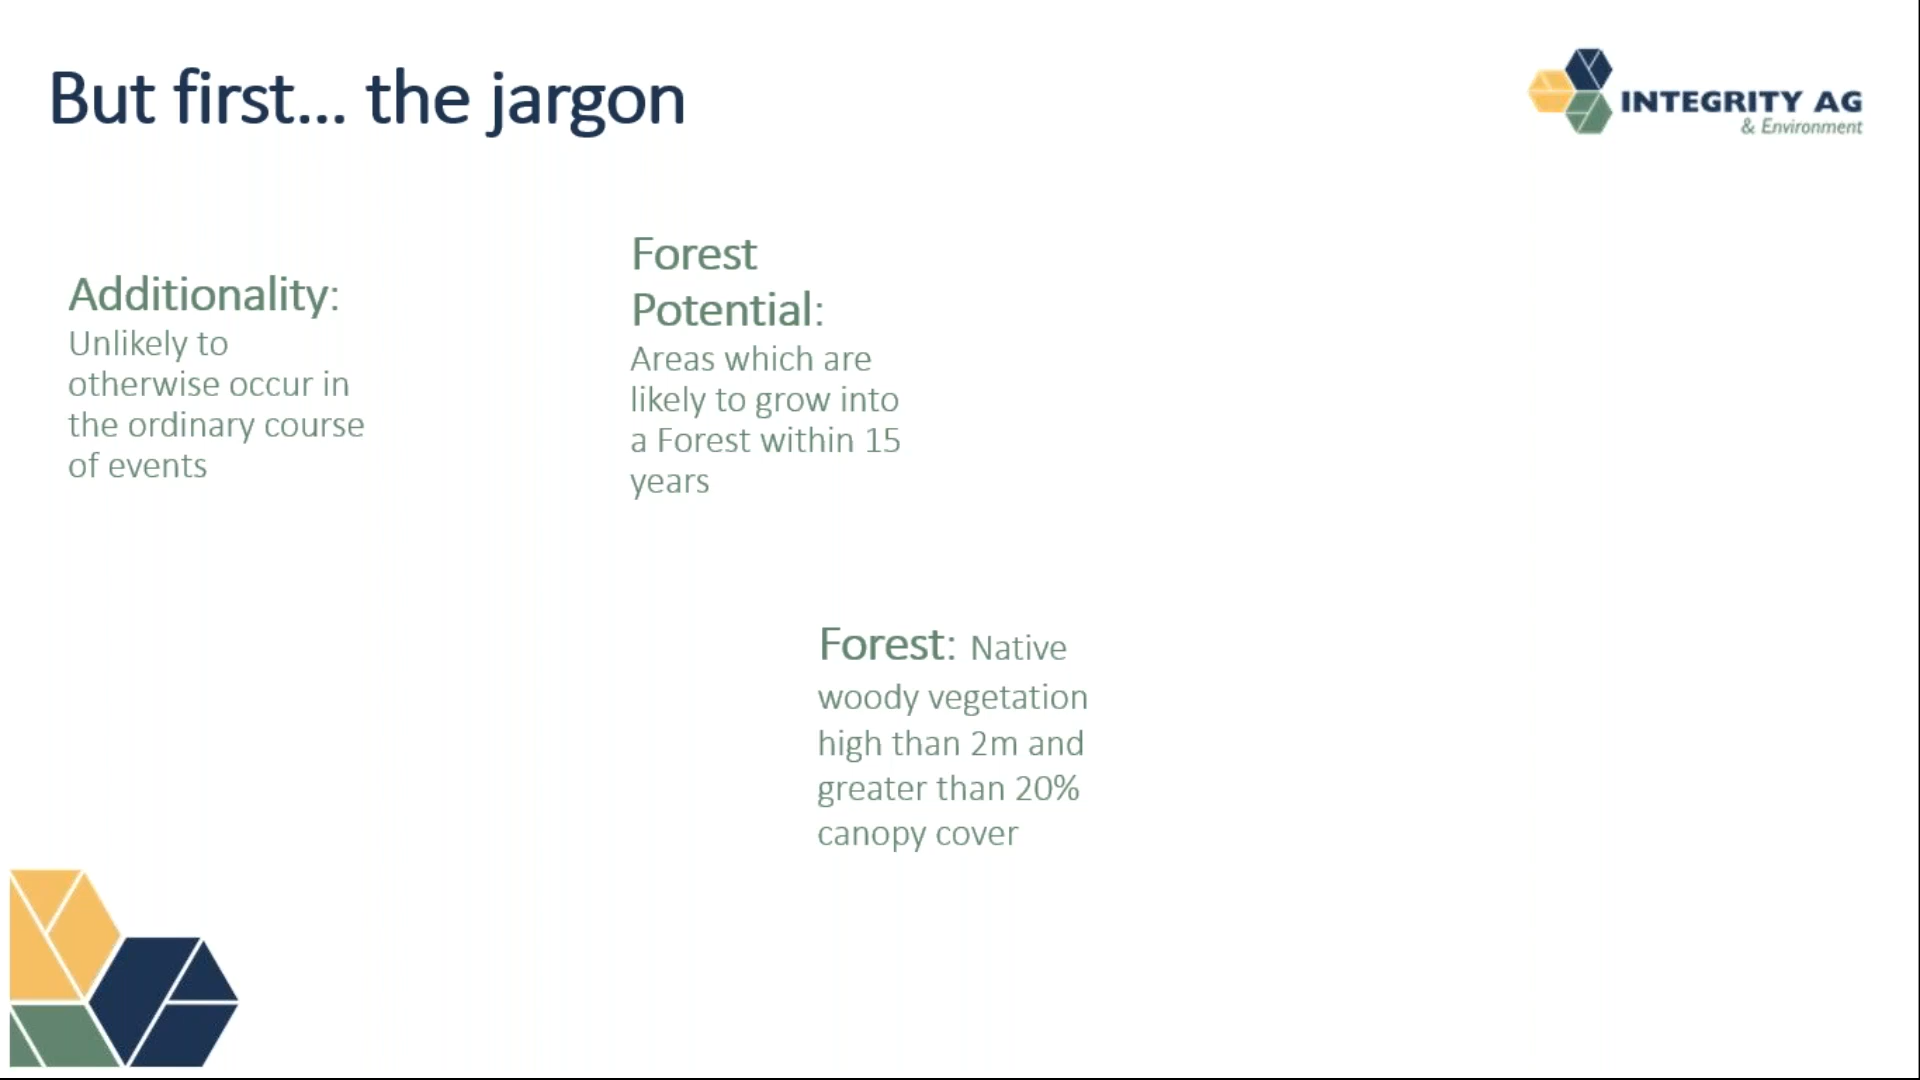 But first... the jargon
INTEGRITY AG
& Environment
Additionality:
Unlikely to
otherwise occur in
the ordinary course
of events
Forest
Potential:
Areas which are
likely to grow into
a Forest within 15
years
Forest: Native
woody vegetation
high than 2m and
greater than 20%
canopy cover